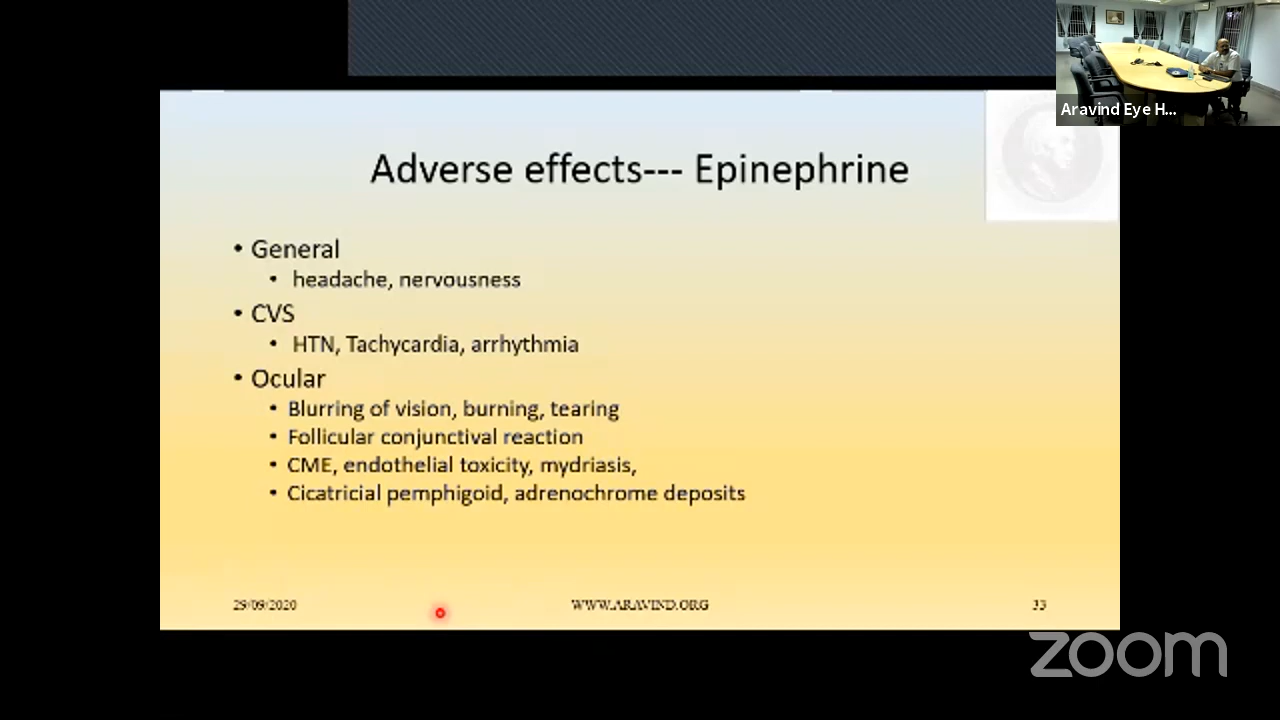 Aravind Eye H...
Adverse effects--- Epinephrine
• General
• headache, nervousness
• CVS
• HTN, Tachycardia, arrhythmia
• Ocular
• Blurring of vision, burning, tearing
• Follicular conjunctival reaction
• CME, endothelial toxicity, mydriasis,
• Cicatricial pemphigoid, adrenochrome deposits
29/09/2020
WWW.ARAVIND.ORG
33
zoom